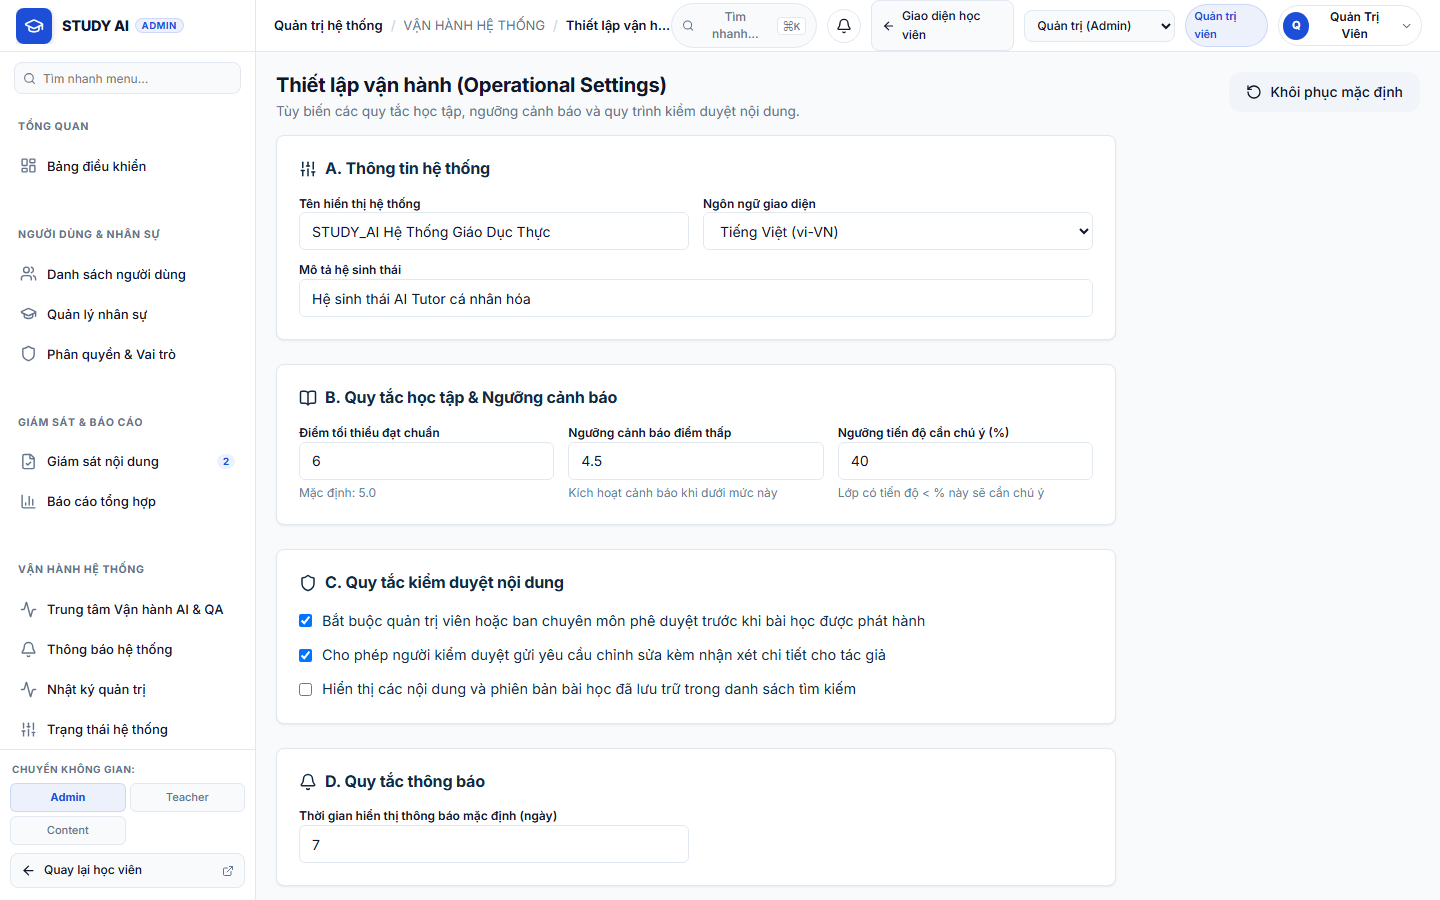 STUDY AI ADMIN
Tìm nhanh menu...
TỔNG QUAN
Bảng điều khiển
NGƯỜI DÙNG & NHÂN SỰ
Danh sách người dùng
Quản lý nhân sự
Phân quyền & Vai trò
GIÁM SÁT & BÁO CÁO
Giám sát nội dung 2
Báo cáo tổng hợp
VẬN HÀNH HỆ THỐNG
Trung tâm Vận hành AI & QA
Thông báo hệ thống
Nhật ký quản trị
Trạng thái hệ thống
CHUYỂN KHÔNG GIAN:
Admin Teacher
Content
Quay lại học viên
Quản trị hệ thống / VẬN HÀNH HỆ THỐNG / Thiết lập vận h...
Tìm nhanh... ⌘K
Giao diện học viên
Quản trị (Admin)
Quản trị viên
Q Quản Trị Viên
Thiết lập vận hành (Operational Settings)
Tùy biến các quy tắc học tập, ngưỡng cảnh báo và quy trình kiểm duyệt nội dung.
Khôi phục mặc định
A. Thông tin hệ thống
Tên hiển thị hệ thống Ngôn ngữ giao diện
STUDY_AI Hệ Thống Giáo Dục Thực Tiếng Việt (vi-VN)
Mô tả hệ sinh thái
Hệ sinh thái AI Tutor cá nhân hóa
B. Quy tắc học tập & Ngưỡng cảnh báo
Điểm tối thiểu đạt chuẩn Ngưỡng cảnh báo điểm thấp Ngưỡng tiến độ cần chú ý (%)
6 4.5 40
Mặc định: 5.0 Kích hoạt cảnh báo khi dưới mức này Lớp có tiến độ < % này sẽ cần chú ý
C. Quy tắc kiểm duyệt nội dung
Bắt buộc quản trị viên hoặc ban chuyên môn phê duyệt trước khi bài học được phát hành
Cho phép người kiểm duyệt gửi yêu cầu chỉnh sửa kèm nhận xét chi tiết cho tác giả
Hiển thị các nội dung và phiên bản bài học đã lưu trữ trong danh sách tìm kiếm
D. Quy tắc thông báo
Thời gian hiển thị thông báo mặc định (ngày)
7